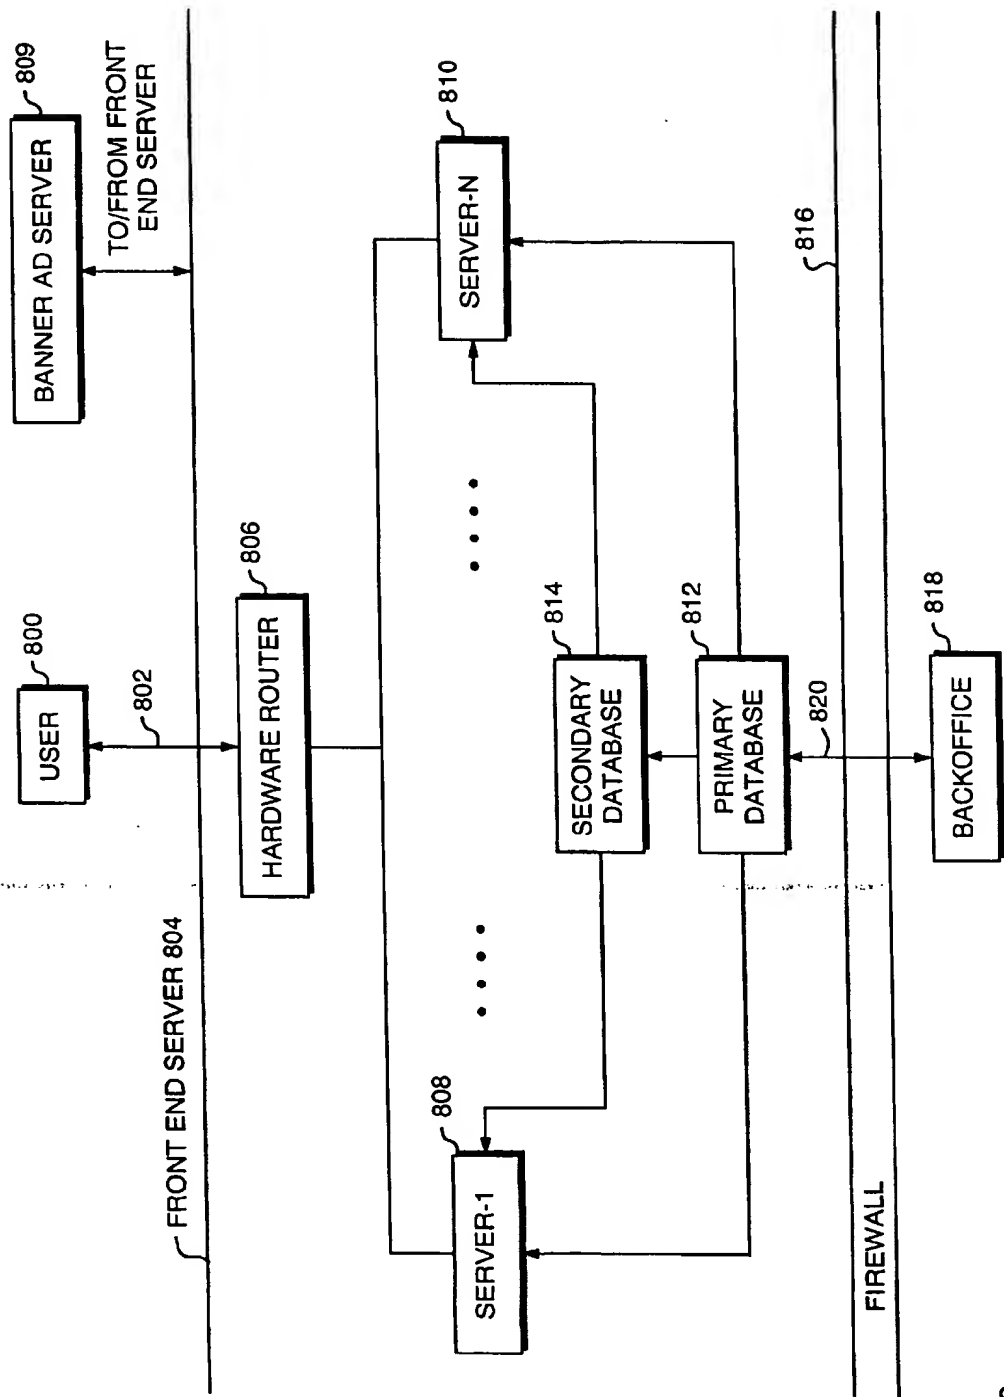 BANNER AD SERVER
809
TO/FROM FRONT
END SERVER
USER
800
802
FRONT END SERVER 804
HARDWARE ROUTER
806
SERVER-1
808
SERVER-N
810
SECONDARY
DATABASE
814
PRIMARY
DATABASE
812
820
816
FIREWALL
BACKOFFICE
818